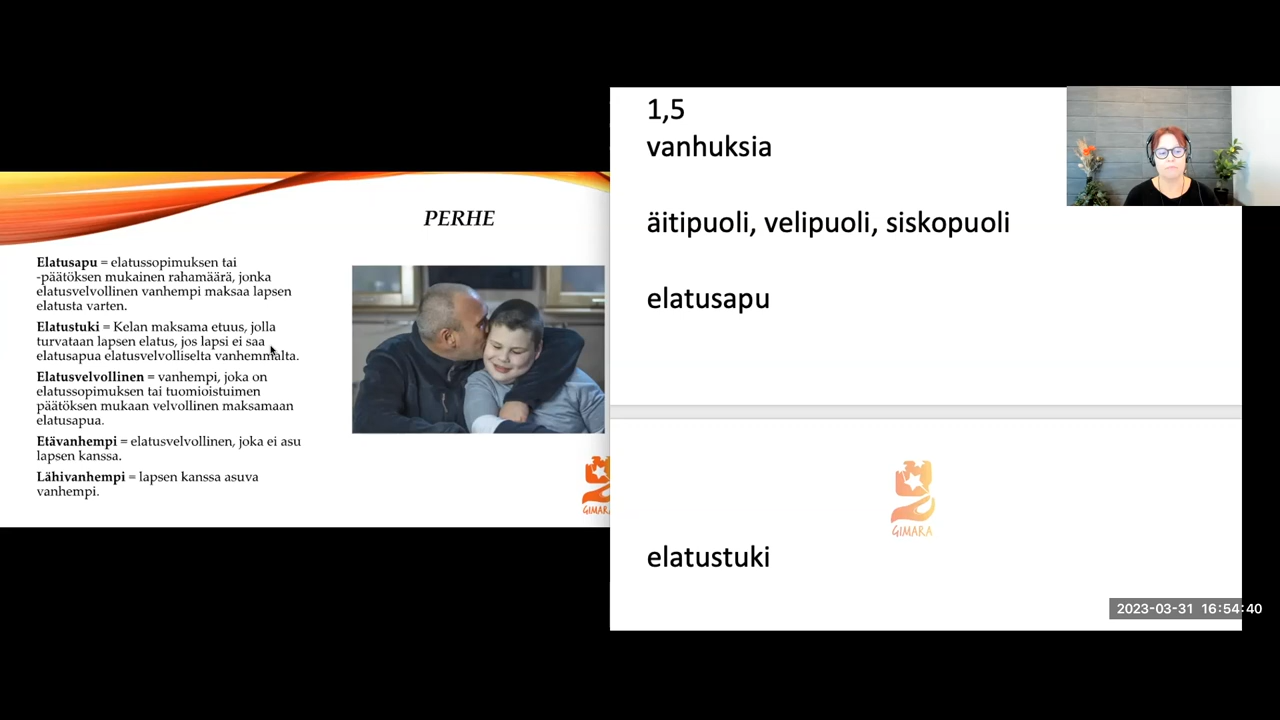 PERHE
Elatusapu = elatussopimuksen tai
-päätöksen mukainen rahamäärä, jonka
elatusvelvollinen vanhempi maksaa lapsen
elatusta varten.
Elatustuki = Kelan maksama etuus, jolla
turvataan lapsen elatus, jos lapsi ei saa
elatusapua elatusvelvolliselta vanhemmalta.
Elatusvelvollinen = vanhempi, joka on
elatussopimuksen tai tuomioistuimen
päätöksen mukaan velvollinen maksamaan
elatusapua.
Etävanhempi = elatusvelvollinen, joka ei asu
lapsen kanssa.
Lähivanhempi = lapsen kanssa asuva
vanhempi.
GIMARA
1,5
vanhuksia
äitipuoli, velipuoli, siskopuoli
elatusapu
GIMARA
elatustuki
2023-03-31 16:54:40